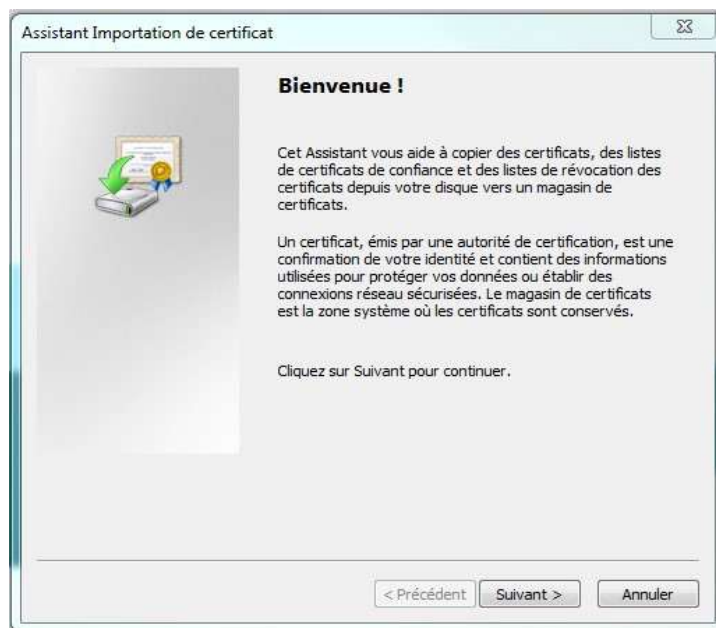 Assistant Importation de certificat
Bienvenue !
Cet Assistant vous aide à copier des certificats, des listes
de certificats de confiance et des listes de révocation des
certificats depuis votre disque vers un magasin de
certificats.
Un certificat, émis par une autorité de certification, est une
confirmation de votre identité et contient des informations
utilisées pour protéger vos données ou établir des
connexions réseau sécurisées. Le magasin de certificats
est la zone système où les certificats sont conservés.
Cliquez sur Suivant pour continuer.
< Précédent
Suivant >
Annuler